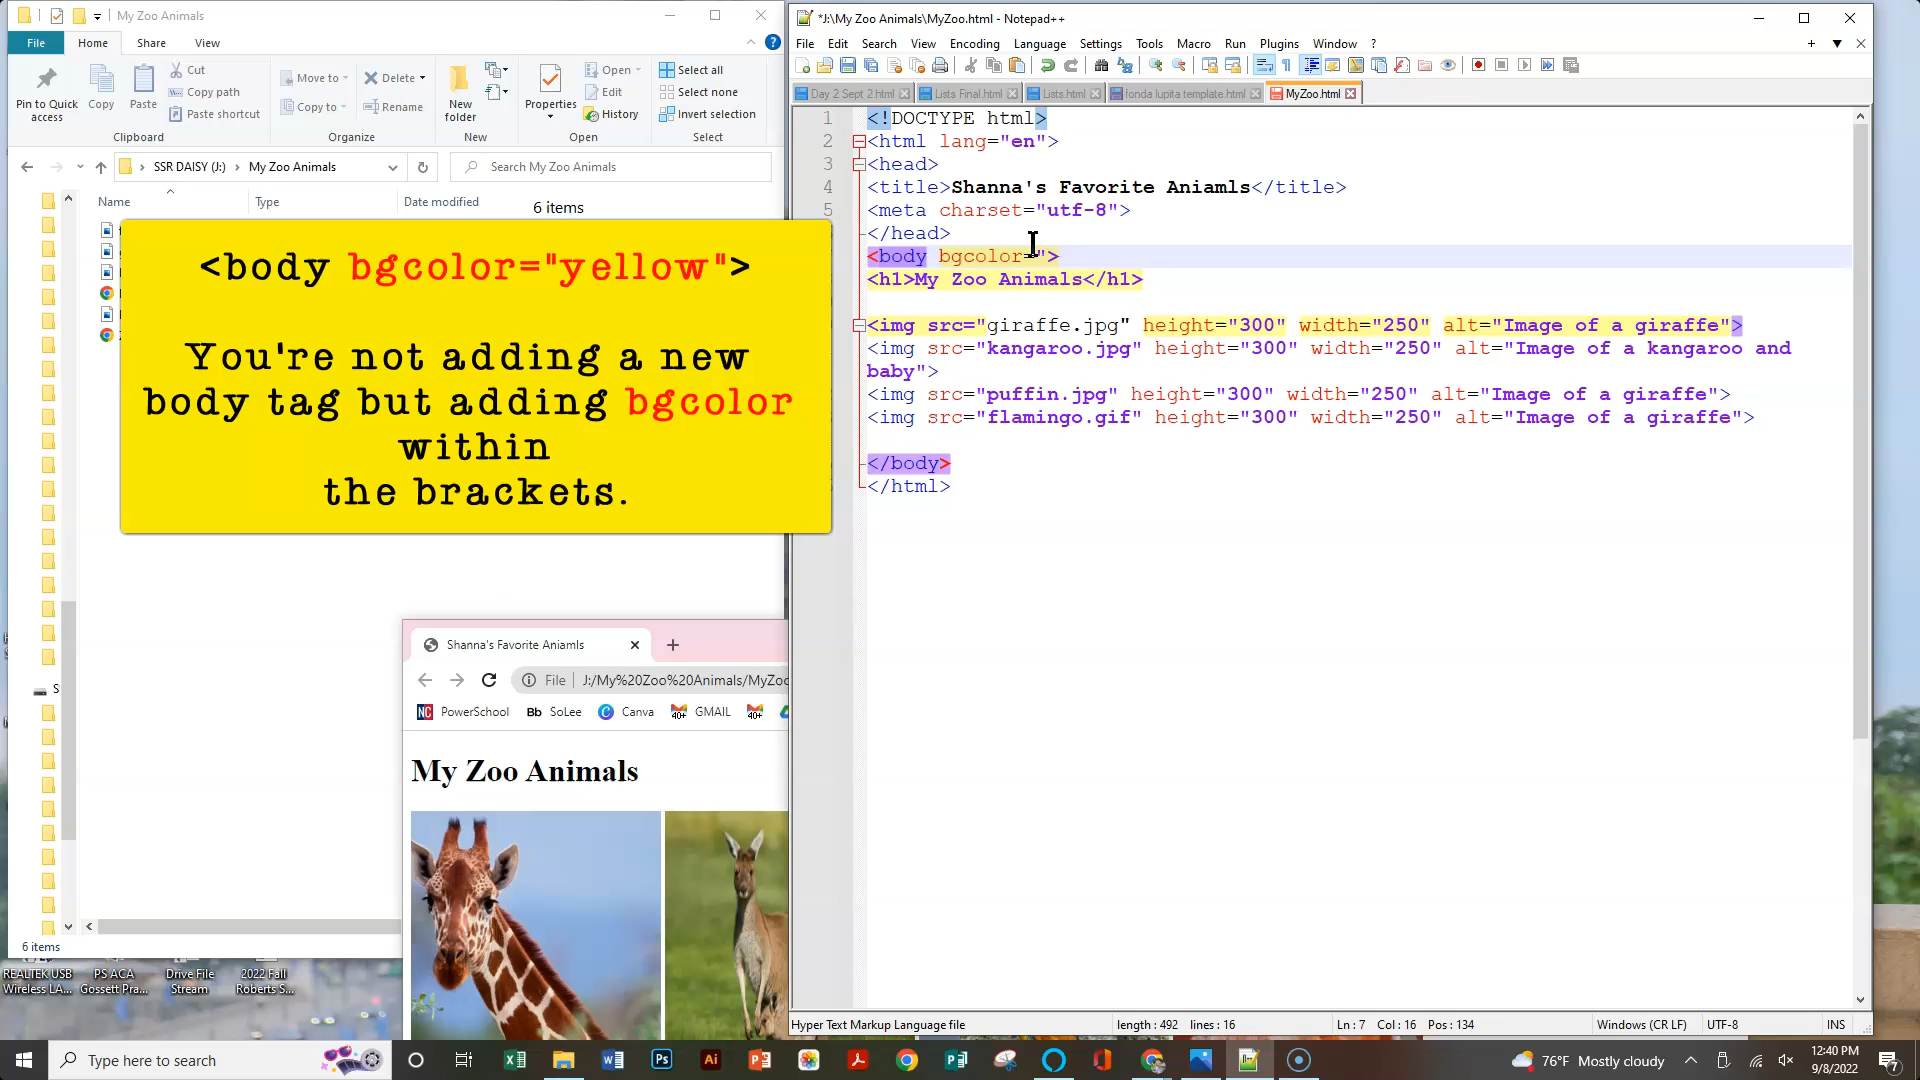 My Zoo Animals
File Home Share View
Pin to Quick access
Copy
Paste
Cut
Copy path
Paste shortcut
Clipboard
Move to
Copy to
Delete
Rename
Organize
New folder
New
Properties
Open
Edit
History
Open
Select all
Select none
Invert selection
Select
SSR DAISY (J:) My Zoo Animals
Search My Zoo Animals
Name Type Date modified
6 items
<body bgcolor="yellow">
You're not adding a new
body tag but adding bgcolor
within
the brackets.
6 items
REALTEK USB Wireless LA...
PS ACA Gossett Pra...
Drive File Stream
2022 Fall Roberts S...
Shanna's Favorite Aniamls
File J:/My%20Zoo%20Animals/MyZoo
PowerSchool Bb SoLee Canva GMAIL
My Zoo Animals
*J:\My Zoo Animals\MyZoo.html - Notepad++
File Edit Search View Encoding Language Settings Tools Macro Run Plugins Window ?
Day 2 Sept 2.html Lists Final.html Lists.html fonda lupita template.html MyZoo.html
1 <!DOCTYPE html>
2 <html lang="en">
3 <head>
4 <title>Shanna's Favorite Aniamls</title>
5 <meta charset="utf-8">
</head>
<body bgcolor=">
<h1>My Zoo Animals</h1>
<img src="giraffe.jpg" height="300" width="250" alt="Image of a giraffe">
<img src="kangaroo.jpg" height="300" width="250" alt="Image of a kangaroo and
baby">
<img src="puffin.jpg" height="300" width="250" alt="Image of a giraffe">
<img src="flamingo.gif" height="300" width="250" alt="Image of a giraffe">
</body>
</html>
Hyper Text Markup Language file length : 492 lines : 16 Ln : 7 Col : 16 Pos : 134 Windows (CR LF) UTF-8 INS
Type here to search
76°F Mostly cloudy
12:40 PM
9/8/2022